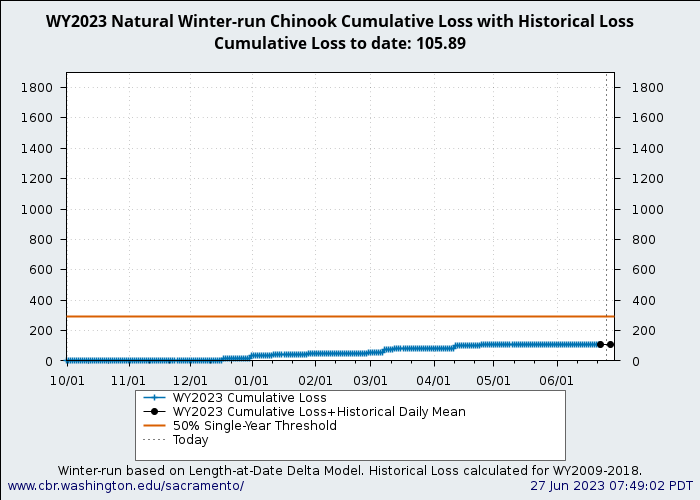 WY2023 Natural Winter-run Chinook Cumulative Loss with Historical Loss
Cumulative Loss to date: 105.89
1800 1800
1600 1600
1400 1400
1200 1200
1000 1000
800 800
600 600
400 400
200 200
0 0
10/01 11/01 12/01 01/01 02/01 03/01 04/01 05/01 06/01
WY2023 Cumulative Loss
WY2023 Cumulative Loss+Historical Daily Mean
50% Single-Year Threshold
Today
Winter-run based on Length-at-Date Delta Model. Historical Loss calculated for WY2009-2018.
www.cbr.washington.edu/sacramento/ 27 Jun 2023 07:49:02 PDT